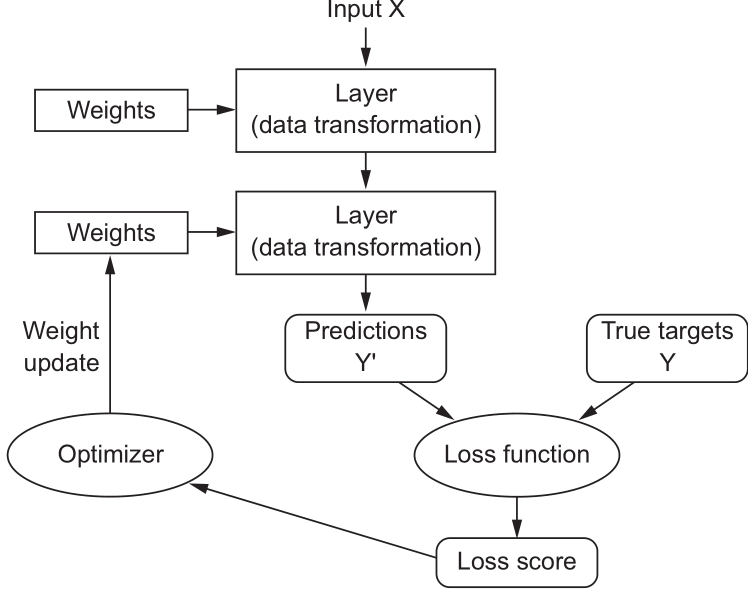 Input X
Layer
(data transformation)
Weights
Layer
(data transformation)
Weights
Weight
update
Predictions
Y'
True targets
Y
Optimizer
Loss function
Loss score